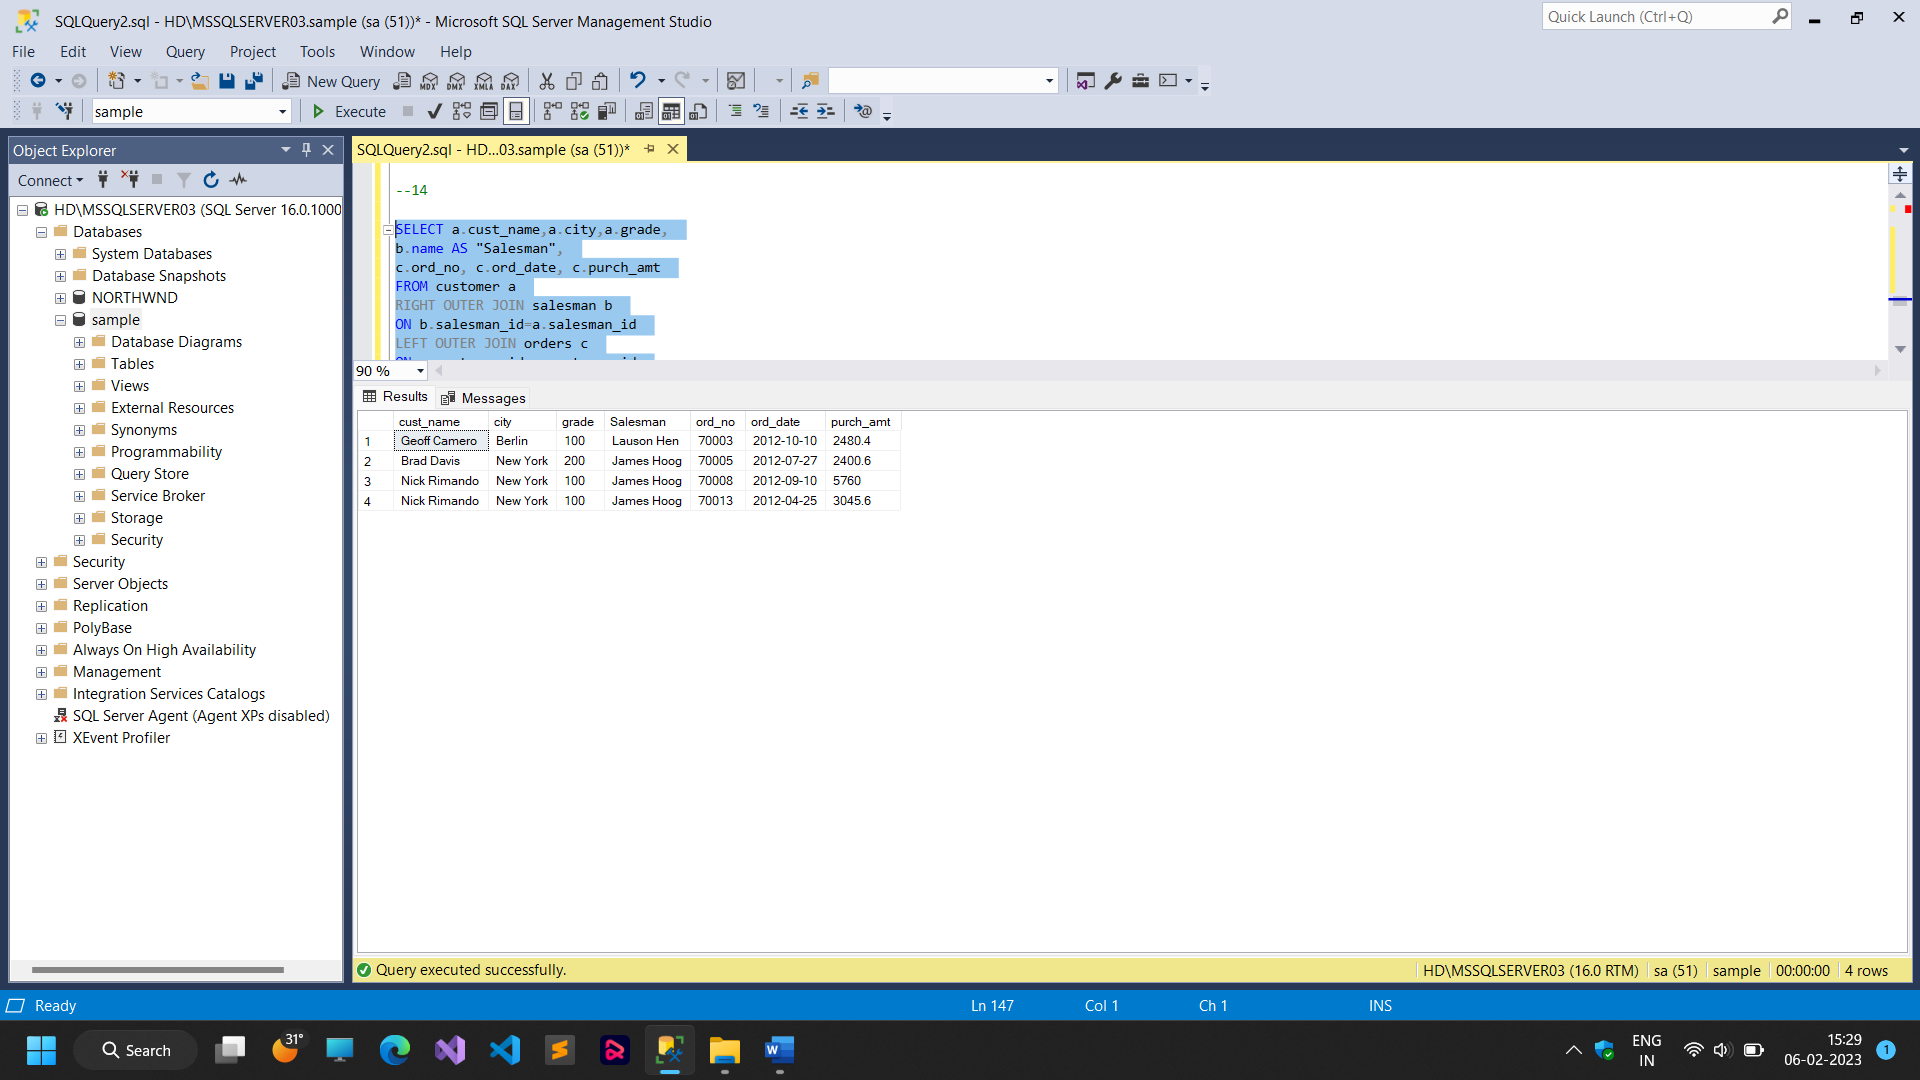 SQLQuery2.sql - HD\MSSQLSERVER03.sample (sa (51))* - Microsoft SQL Server Management Studio
Quick Launch (Ctrl+Q)
File Edit View Query Project Tools Window Help
New Query MDX DMX XMLA DAX
sample Execute
Object Explorer
SQLQuery2.sql - HD...03.sample (sa (51))*
Connect
HD\MSSQLSERVER03 (SQL Server 16.0.1000
Databases
System Databases
Database Snapshots
NORTHWND
sample
Database Diagrams
Tables
Views
External Resources
Synonyms
Programmability
Query Store
Service Broker
Storage
Security
Security
Server Objects
Replication
PolyBase
Always On High Availability
Management
Integration Services Catalogs
SQL Server Agent (Agent XPs disabled)
XEvent Profiler
--14
SELECT a.cust_name,a.city,a.grade,
b.name AS "Salesman",
c.ord_no, c.ord_date, c.purch_amt
FROM customer a
RIGHT OUTER JOIN salesman b
ON b.salesman_id=a.salesman_id
LEFT OUTER JOIN orders c
90 %
Results Messages
cust_name city grade Salesman ord_no ord_date purch_amt
1 Geoff Camero Berlin 100 Lauson Hen 70003 2012-10-10 2480.4
2 Brad Davis New York 200 James Hoog 70005 2012-07-27 2400.6
3 Nick Rimando New York 100 James Hoog 70008 2012-09-10 5760
4 Nick Rimando New York 100 James Hoog 70013 2012-04-25 3045.6
Query executed successfully.
HD\MSSQLSERVER03 (16.0 RTM) sa (51) sample 00:00:00 4 rows
Ready Ln 147 Col 1 Ch 1 INS
Search
31°
ENG
IN
15:29
06-02-2023
1